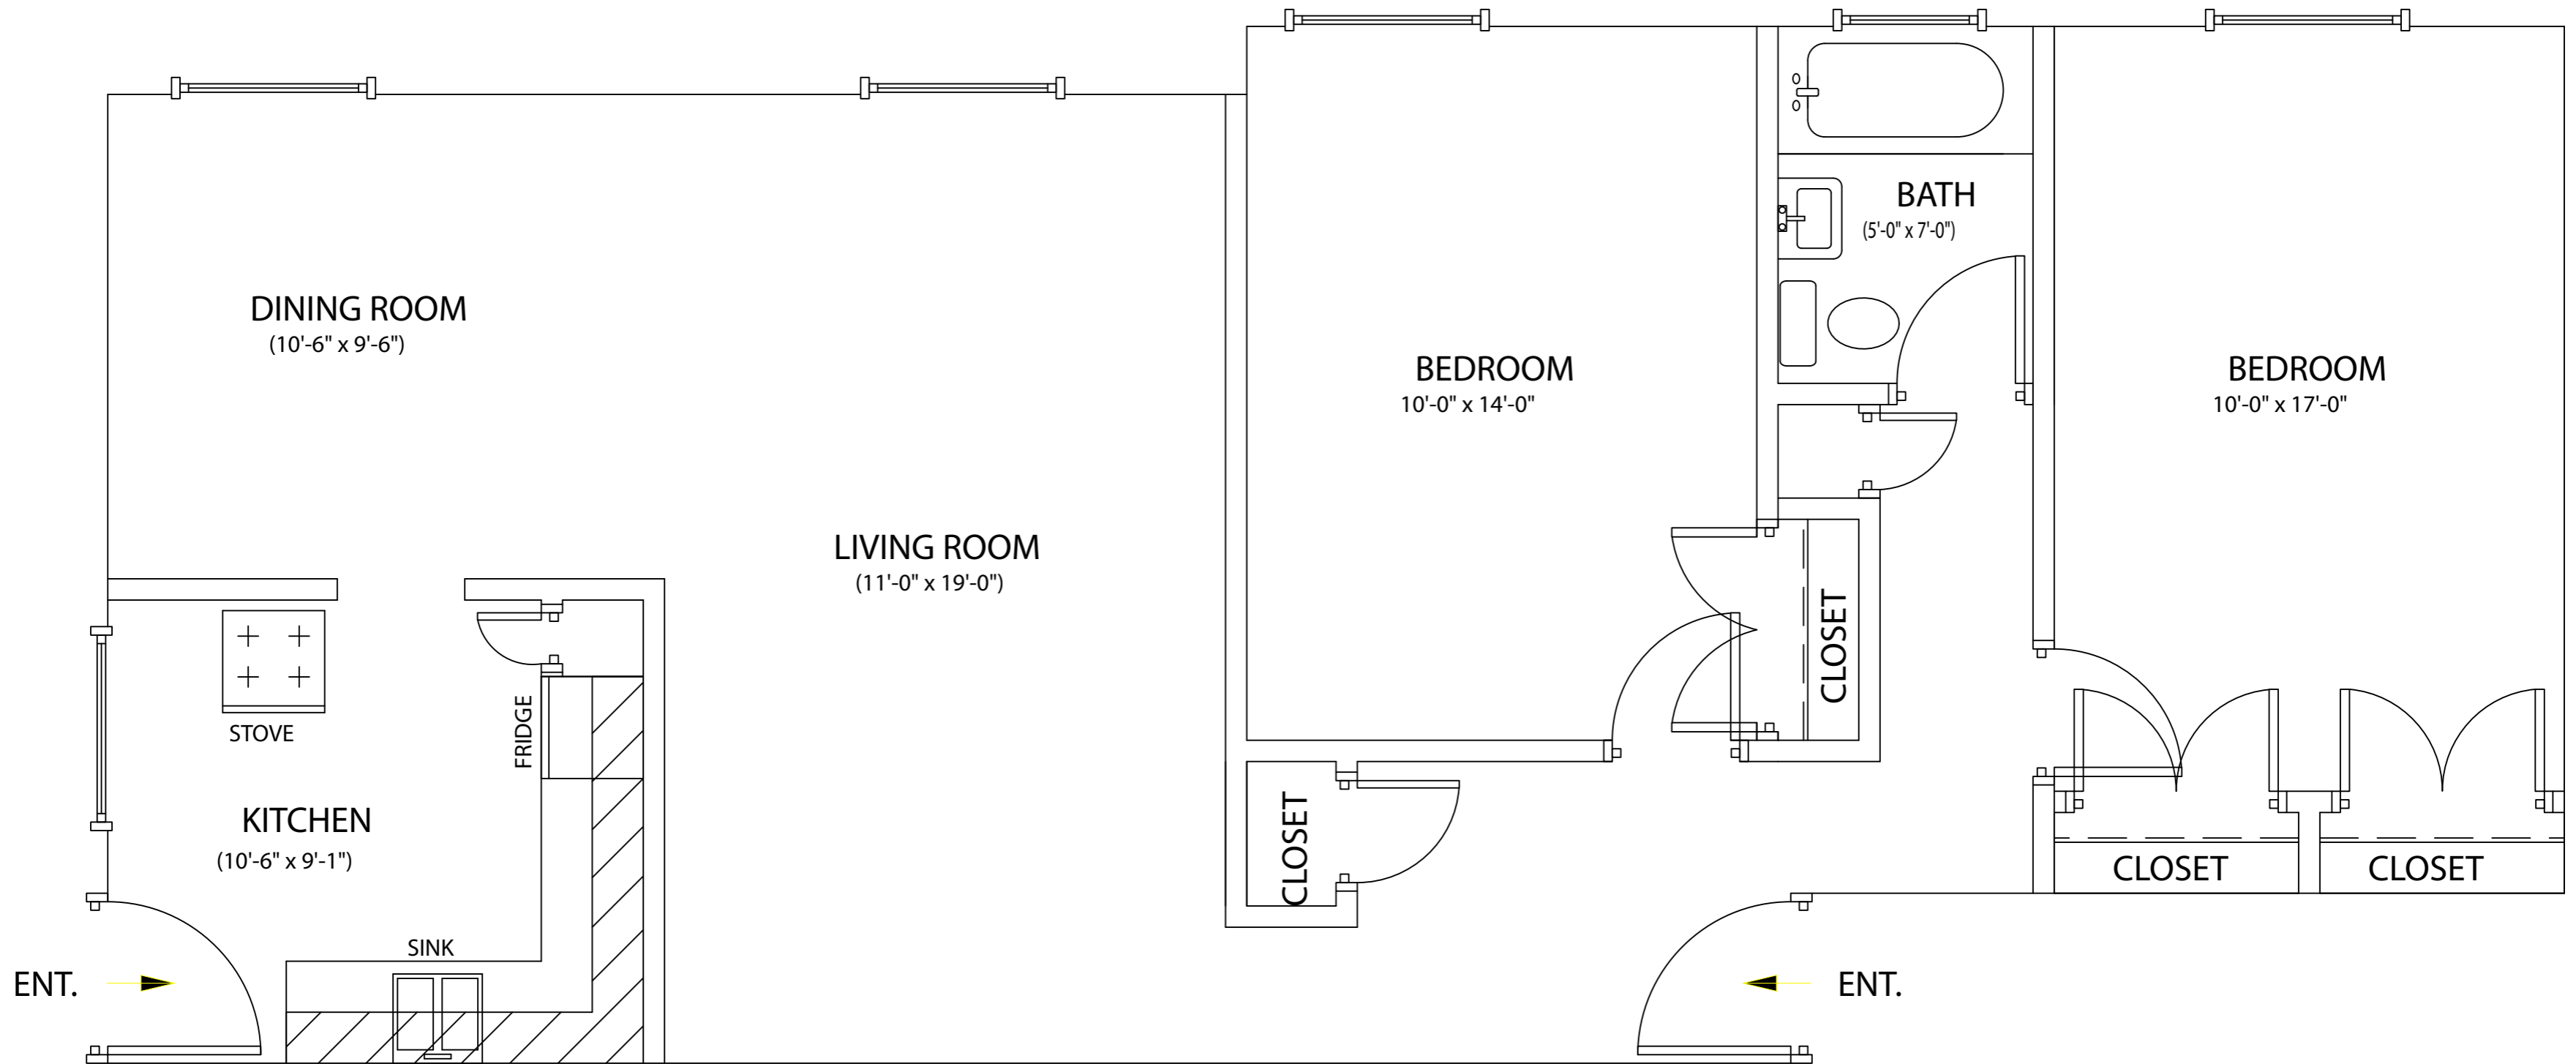 BATH
(5'-0" x 7'-0")
DINING ROOM
(10'-6" x 9'-6")
BEDROOM
10'-0" x 14'-0"
BEDROOM
10'-0" x 17'-0"
LIVING ROOM
(11'-0" x 19'-0")
CLOSET
STOVE
FRIDGE
KITCHEN
(10'-6" x 9'-1")
CLOSET
CLOSET
CLOSET
SINK
ENT.
ENT.